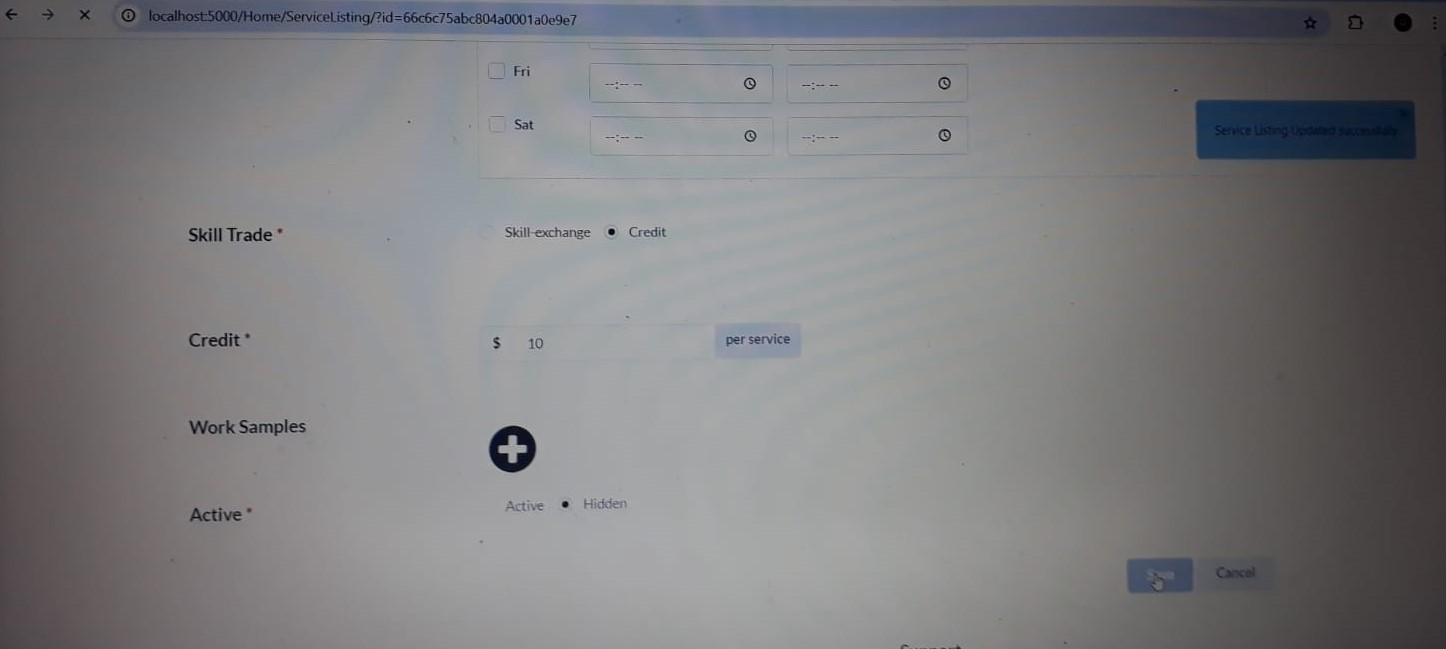 localhost:5000/Home/ServiceListing/?id=66c6c75abc804a0001a0e9e7
Fri --:-- -- --:-- --
Sat --:-- -- --:-- --
Service Listing Updated successfully
Skill Trade * Skill-exchange Credit
Credit * $ 10 per service
Work Samples
Active * Active Hidden
Save Cancel